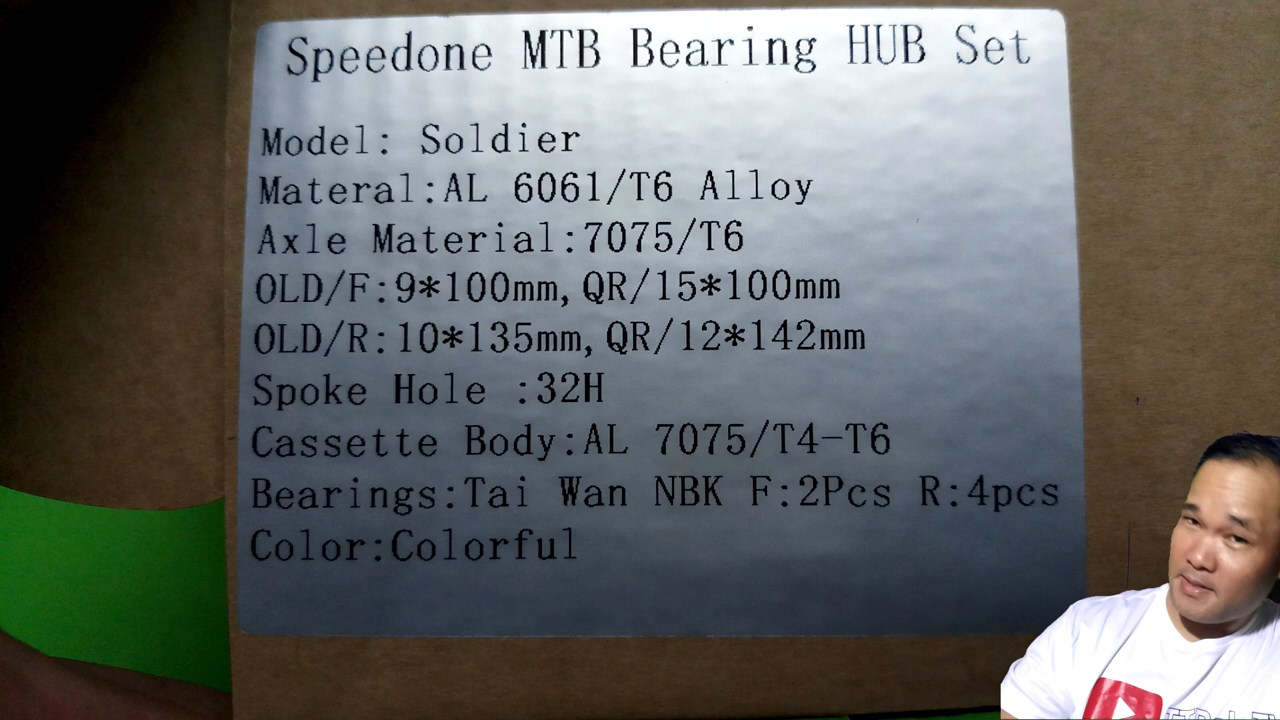 Speedone MTB Bearing HUB Set
Model: Soldier
Materal:AL 6061/T6 Alloy
Axle Material:7075/T6
OLD/F:9*100mm,QR/15*100mm
OLD/R:10*135mm,QR/12*142mm
Spoke Hole :32H
Cassette Body:AL 7075/T4-T6
Bearings:Tai Wan NBK F:2Pcs R:4pcs
Color:Colorful